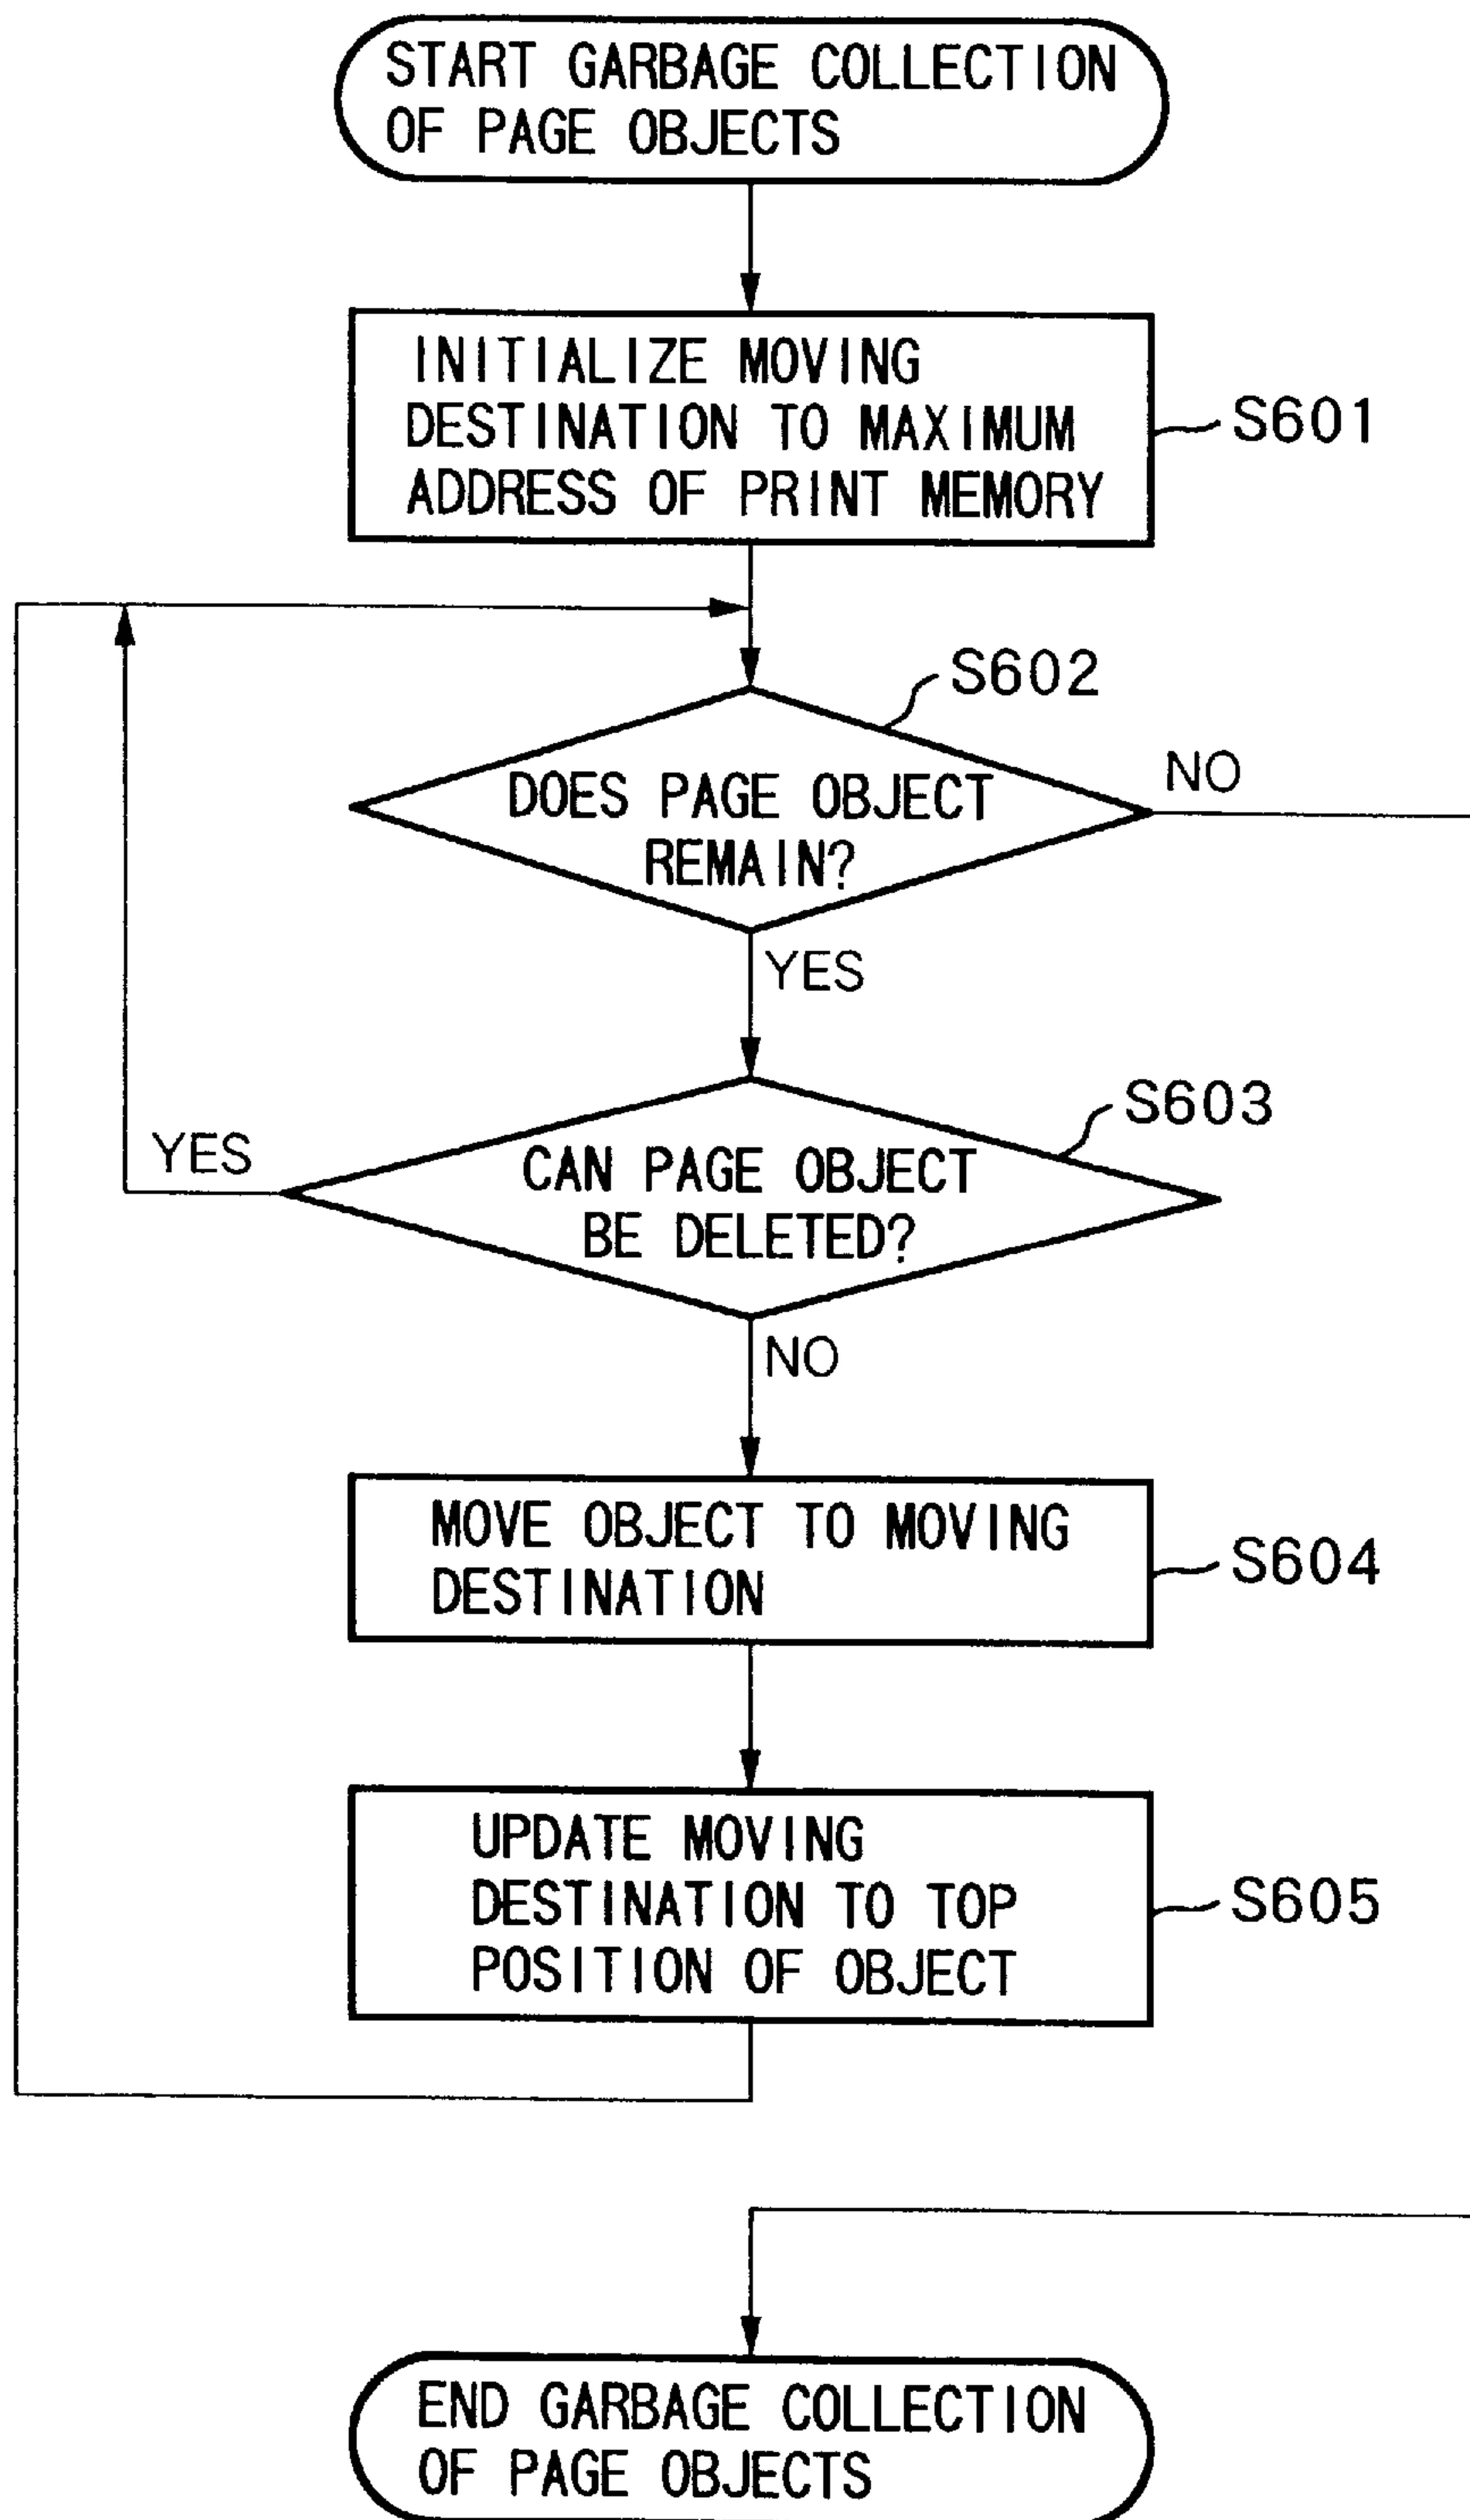 START GARBAGE COLLECTION
OF PAGE OBJECTS
INITIALIZE MOVING
DESTINATION TO MAXIMUM
ADDRESS OF PRINT MEMORY
S601
S602
DOES PAGE OBJECT
REMAIN?
NO
YES
S603
CAN PAGE OBJECT
BE DELETED?
YES
NO
MOVE OBJECT TO MOVING
DESTINATION
S604
UPDATE MOVING
DESTINATION TO TOP
POSITION OF OBJECT
S605
END GARBAGE COLLECTION
OF PAGE OBJECTS